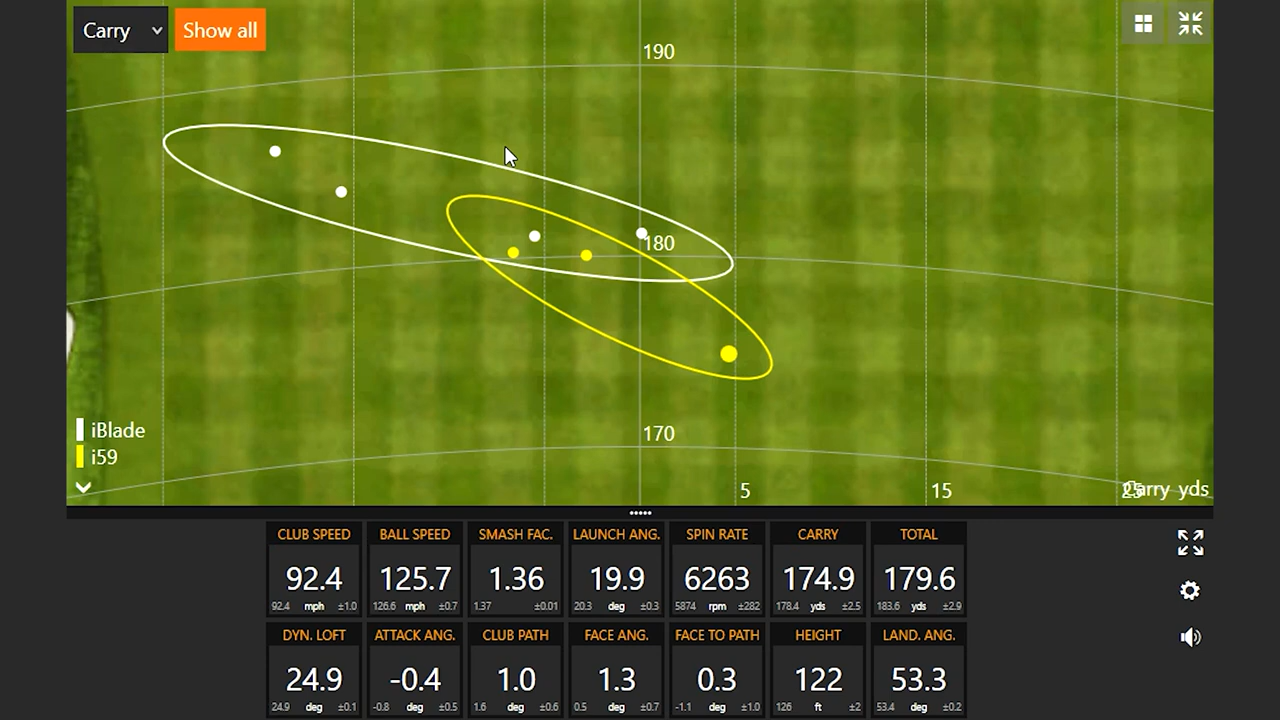 Carry
Show all
190
180
170
iBlade
i59
5
15
25
Carry yds
CLUB SPEED
92.4
92.4 mph ±1.0
BALL SPEED
125.7
126.6 mph ±0.7
SMASH FAC.
1.36
1.37 ±0.01
LAUNCH ANG.
19.9
20.3 deg ±0.3
SPIN RATE
6263
5874 rpm ±282
CARRY
174.9
178.4 yds ±2.5
TOTAL
179.6
183.6 yds ±2.9
DYN. LOFT
24.9
24.9 deg ±0.1
ATTACK ANG.
-0.4
-0.8 deg ±0.5
CLUB PATH
1.0
1.6 deg ±0.6
FACE ANG.
1.3
0.5 deg ±0.7
FACE TO PATH
0.3
-1.1 deg ±1.0
HEIGHT
122
126 ft ±2
LAND. ANG.
53.3
53.4 deg ±0.2